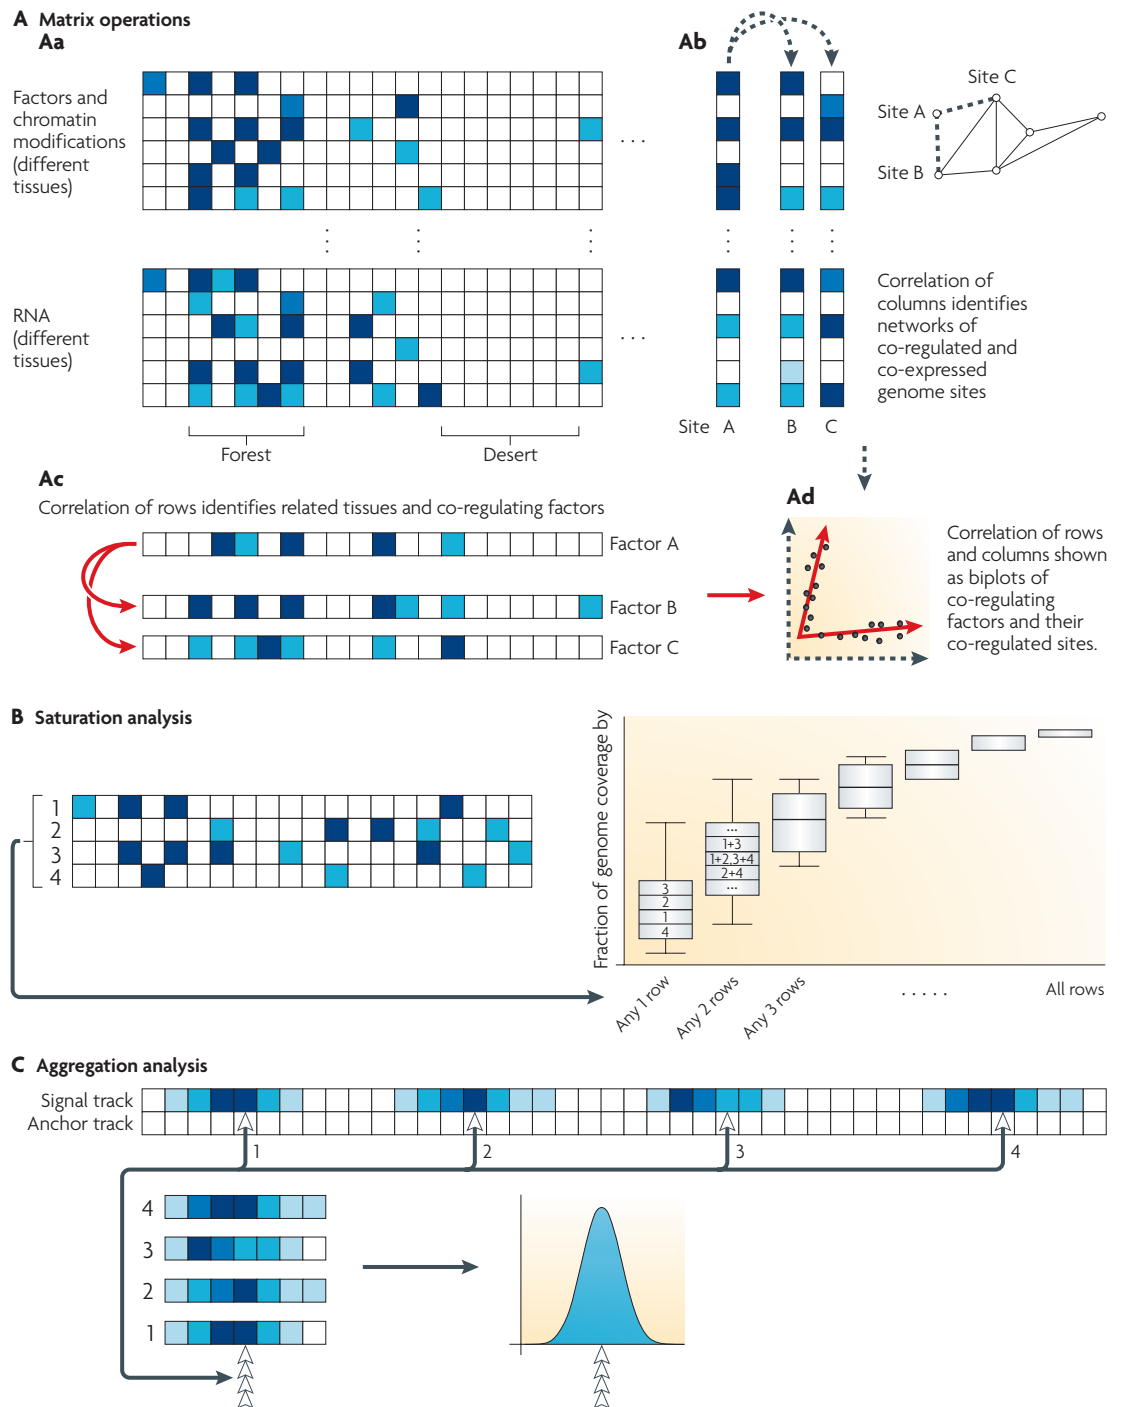 A Matrix operations
Aa
Ab
Factors and
chromatin
modifications
(different
tissues)
. . .
Site C
Site A
Site B
RNA
(different
tissues)
. . .
Correlation of
columns identifies
networks of
co-regulated and
co-expressed
genome sites
Site A B C
Forest
Desert
Ac
Correlation of rows identifies related tissues and co-regulating factors
Factor A
Factor B
Factor C
Ad
Correlation of rows
and columns shown
as biplots of
co-regulating
factors and their
co-regulated sites.
B Saturation analysis
1
2
3
4
Fraction of genome coverage by
3
2
1
4
...
1+3
1+2,3+4
2+4
...
Any 1 row
Any 2 rows
Any 3 rows
. . . . .
All rows
C Aggregation analysis
Signal track
Anchor track
1
2
3
4
4
3
2
1